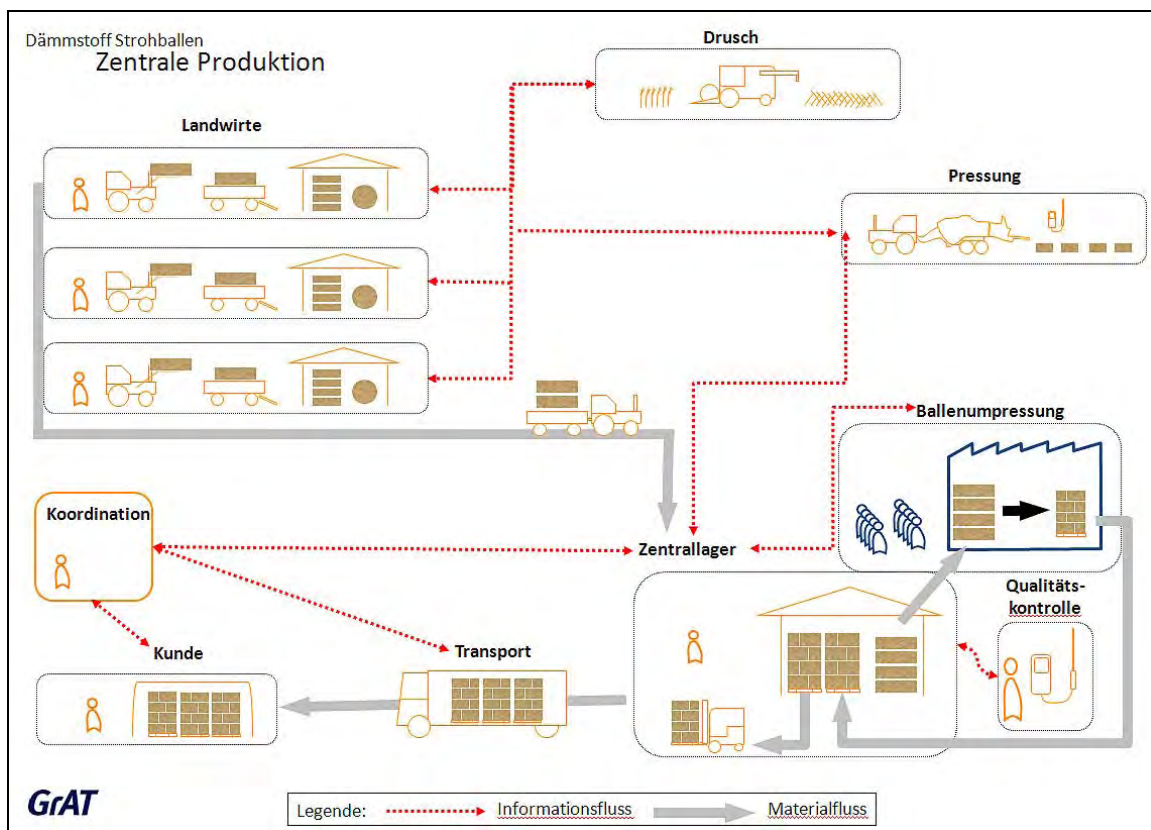 Dämmstoff Strohballen
Zentrale Produktion
Drusch
Landwirte
Pressung
Ballenumpressung
Koordination
Zentrallager
Qualitäts-
kontrolle
Kunde
Transport
GrAT
Legende: Informationsfluss Materialfluss